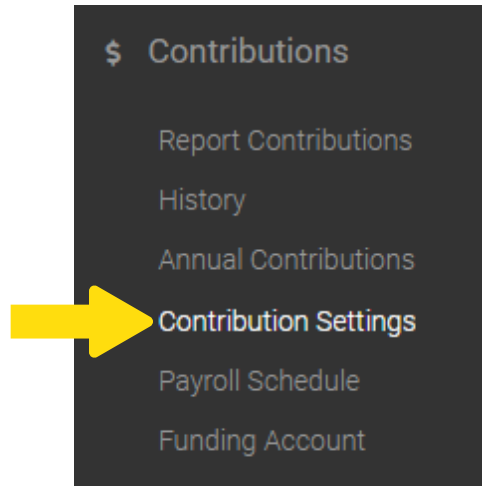 $ Contributions
Report Contributions
History
Annual Contributions
Contribution Settings
Payroll Schedule
Funding Account